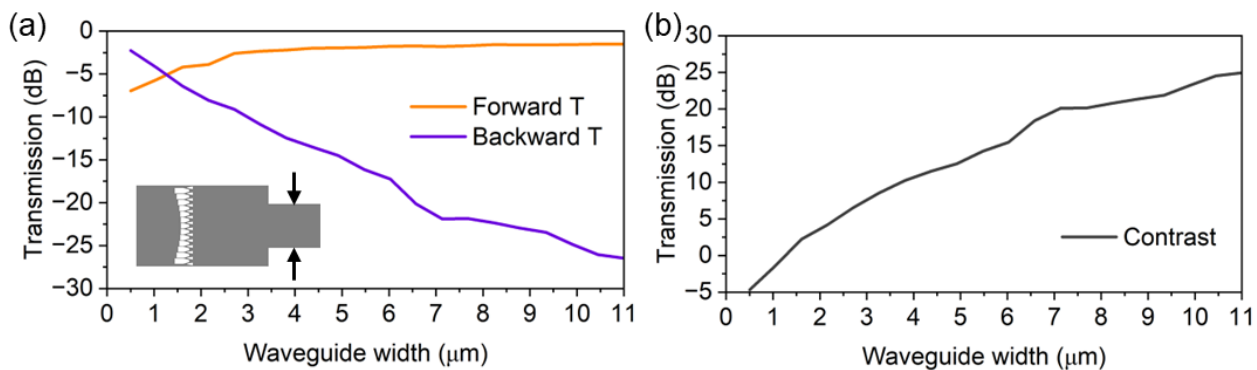 (a)
Transmission (dB)
0
−5
−10
−15
−20
−25
−30
Forward T
Backward T
0 1 2 3 4 5 6 7 8 9 10 11
Waveguide width (μm)
(b)
Transmission (dB)
30
25
20
15
10
5
0
−5
Contrast
0 1 2 3 4 5 6 7 8 9 10 11
Waveguide width (μm)